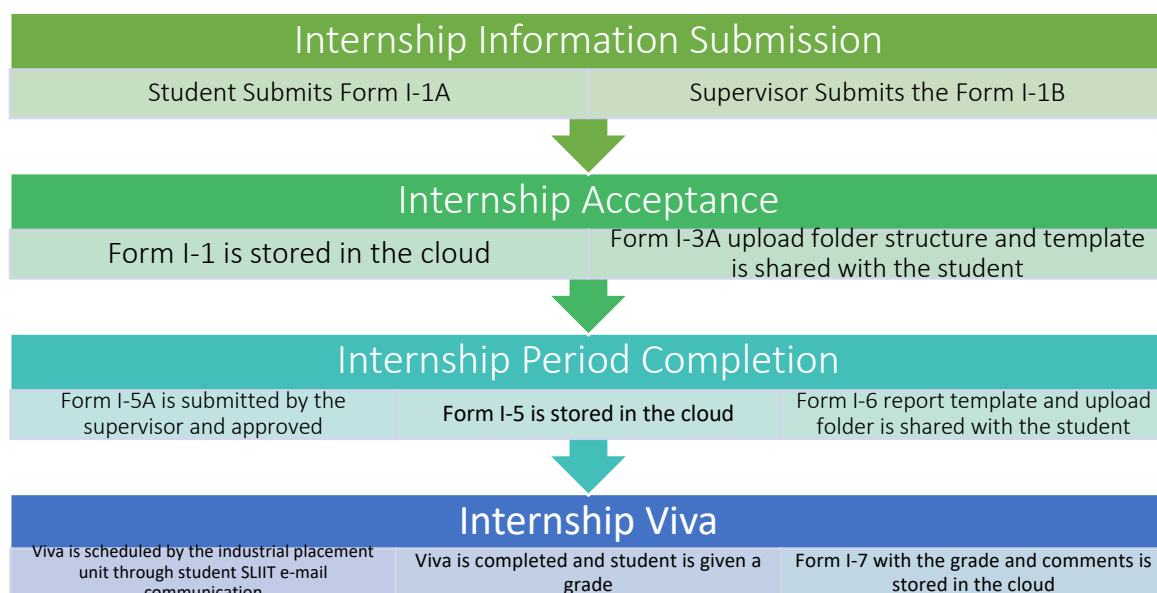 Internship Information Submission
Student Submits Form I-1A
Supervisor Submits the Form I-1B
Internship Acceptance
Form I-1 is stored in the cloud
Form I-3A upload folder structure and template
is shared with the student
Internship Period Completion
Form I-5A is submitted by the
supervisor and approved
Form I-5 is stored in the cloud
Form I-6 report template and upload
folder is shared with the student
Internship Viva
Viva is scheduled by the industrial placement
unit through student SLIIT e-mail
communication
Viva is completed and student is given a
grade
Form I-7 with the grade and comments is
stored in the cloud